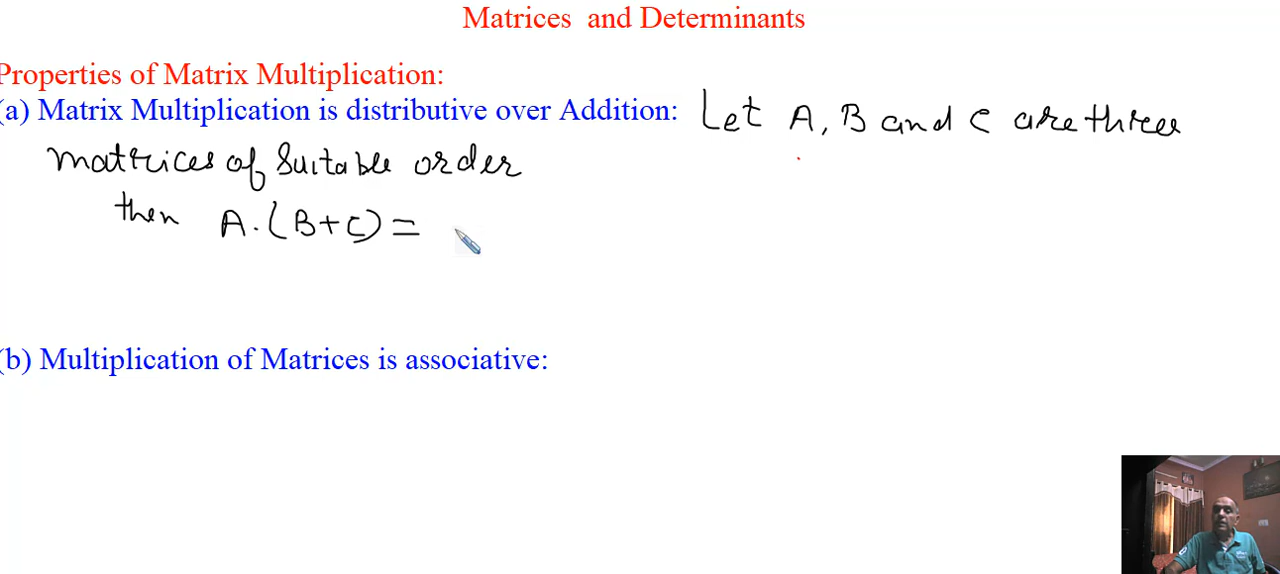 Matrices and Determinants
Properties of Matrix Multiplication:
(a) Matrix Multiplication is distributive over Addition: Let A, B and C are three
matrices of Suitable order
then A.(B+C) =
(b) Multiplication of Matrices is associative: